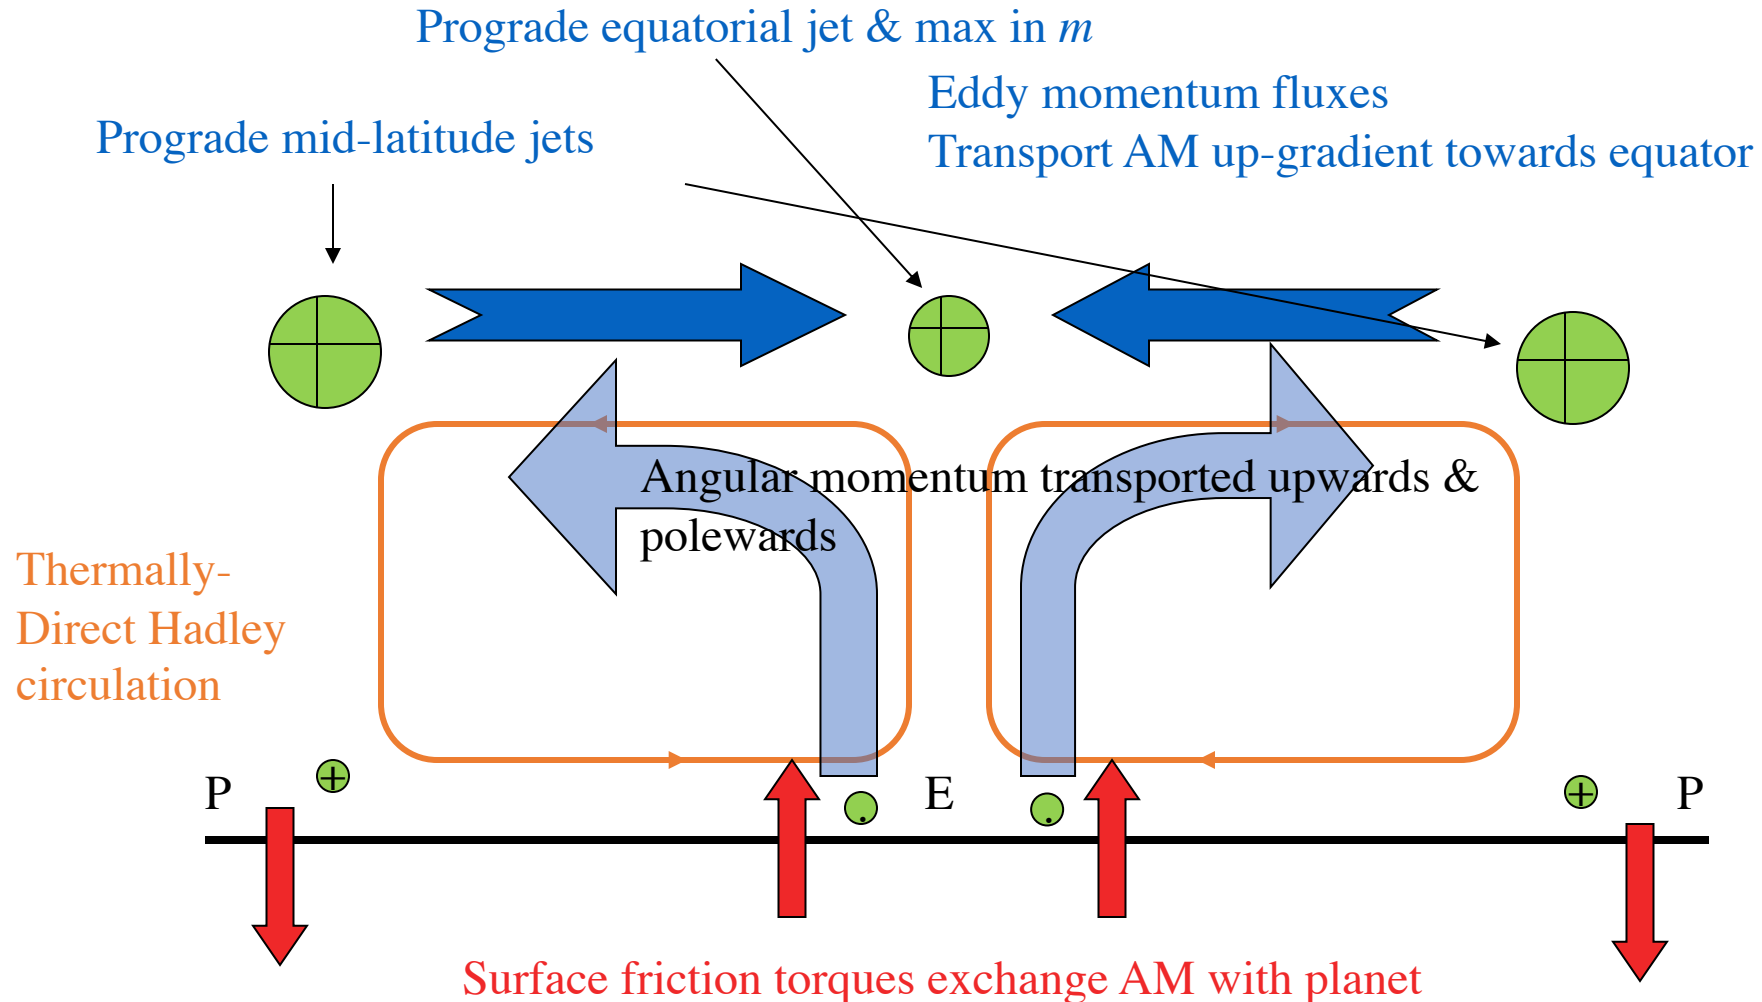 Prograde equatorial jet & max in m
Eddy momentum fluxes
Transport AM up-gradient towards equator
Prograde mid-latitude jets
Angular momentum transported upwards &
polewards
Thermally-
Direct Hadley
circulation
P
E
P
Surface friction torques exchange AM with planet